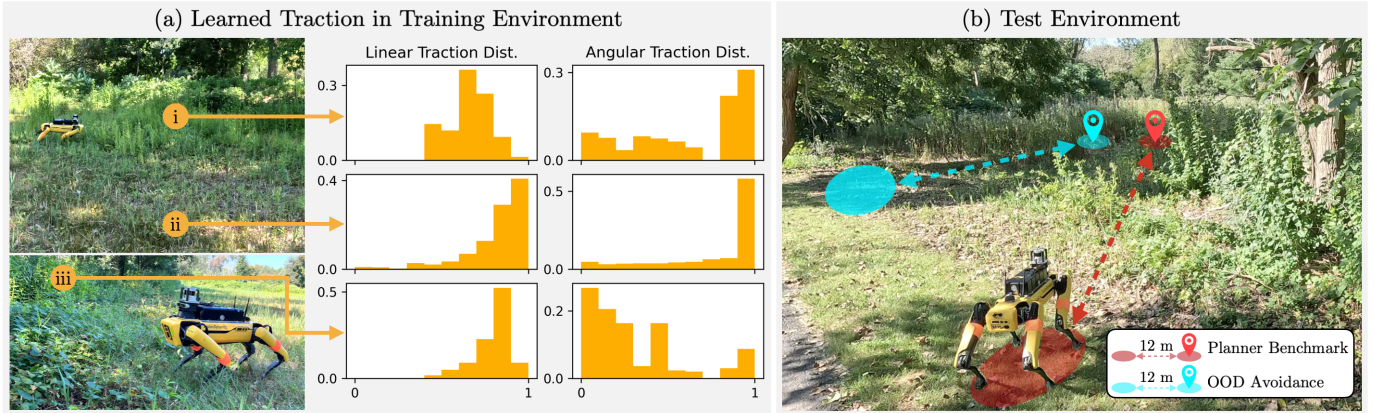 (a) Learned Traction in Training Environment
Linear Traction Dist.
Angular Traction Dist.
i
0.3
0.0
0.3
0.0
ii
0.4
0.0
0.5
0.0
iii
0.5
0.0
0.2
0.0
0
1
0
1
(b) Test Environment
12 m
Planner Benchmark
12 m
OOD Avoidance